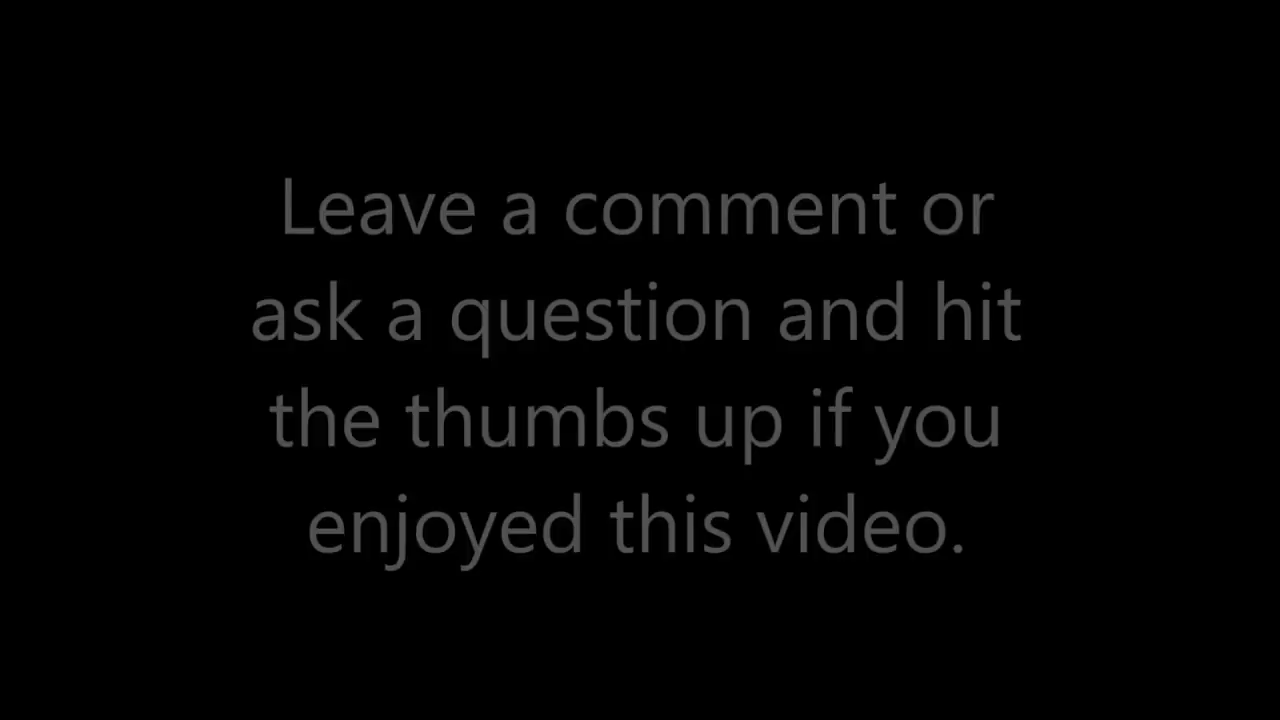 Leave a comment or
ask a question and hit
the thumbs up if you
enjoyed this video.